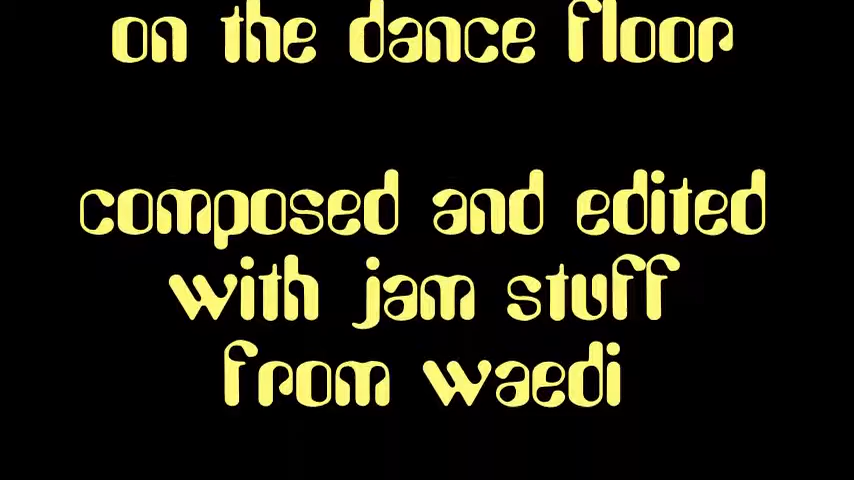 on the dance floor
composed and edited
with jam stuff
from waedi